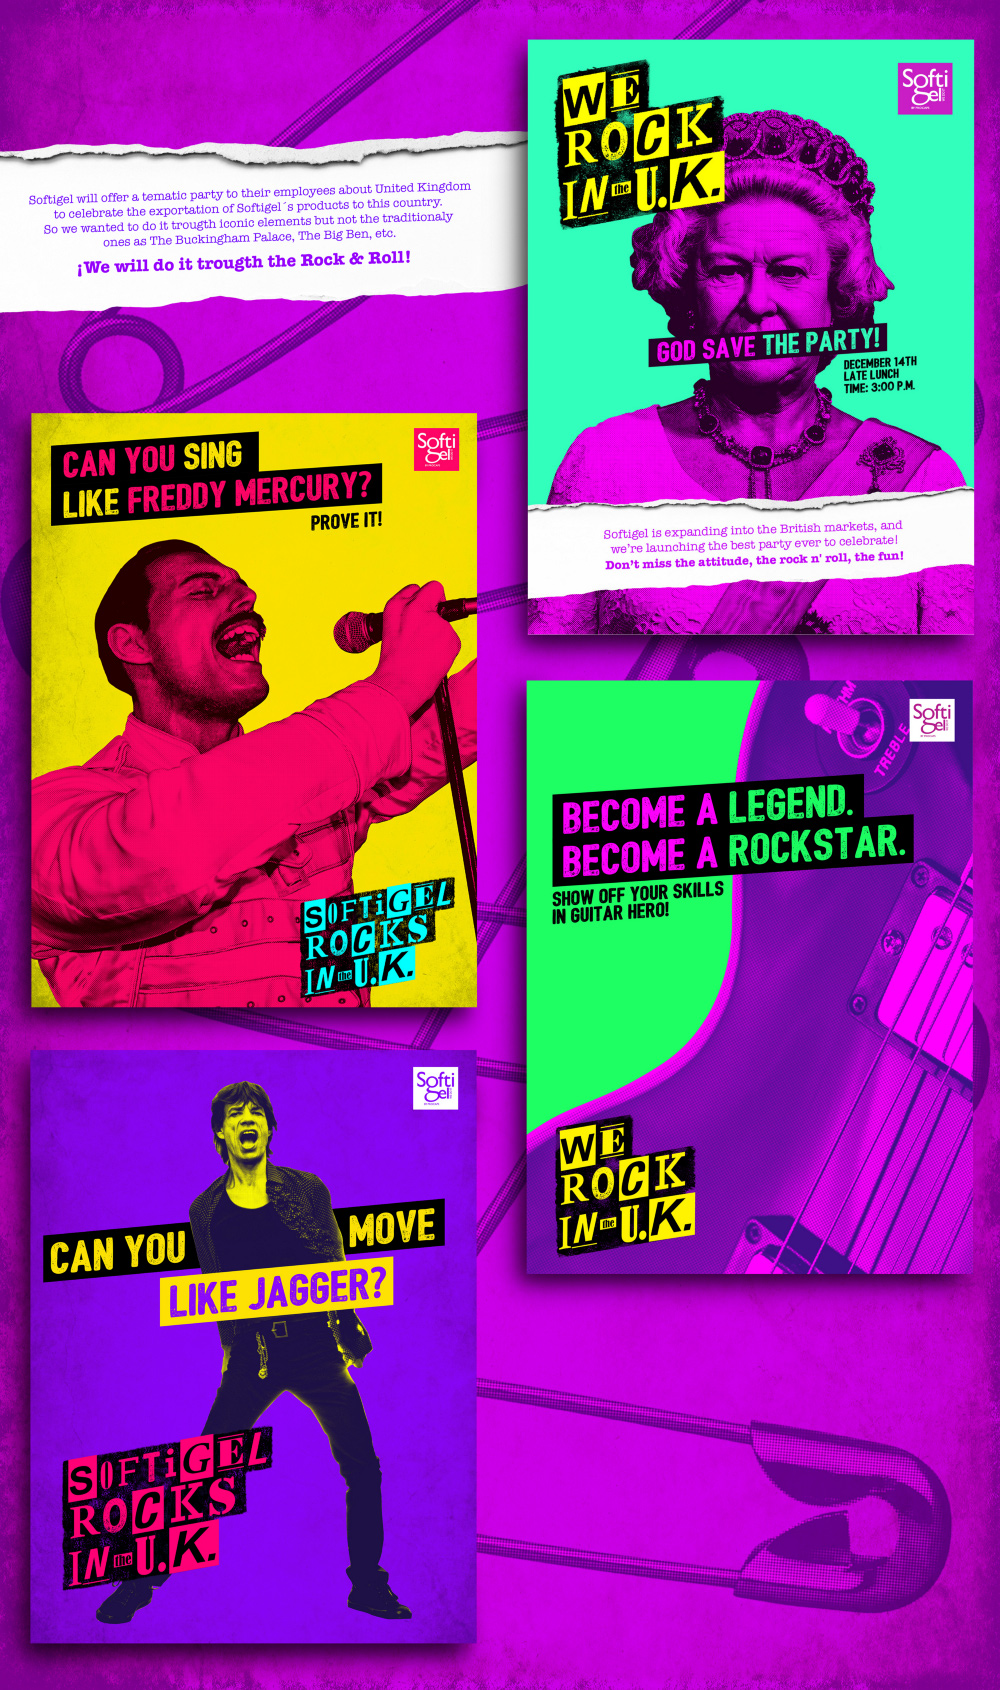 Softigel will offer a tematic party to their employees about United Kingdom
to celebrate the exportation of Softigel´s products to this country.
So we wanted to do it trougth iconic elements but not the traditionaly
ones as The Buckingham Palace, The Big Ben, etc.
¡We will do it trougth the Rock & Roll!
WE
ROCK
IN the U.K.
Softi
gel
GOD SAVE THE PARTY!
DECEMBER 14TH
LATE LUNCH
TIME: 3:00 P.M.
Softigel is expanding into the British markets, and
we're launching the best party ever to celebrate!
Don't miss the attitude, the rock n' roll, the fun!
CAN YOU SING
LIKE FREDDY MERCURY?
PROVE IT!
Softi
gel
SOFTiGEL
ROCKS
IN the U.K.
TREBLE
Softi
gel
BECOME A LEGEND.
BECOME A ROCKSTAR.
SHOW OFF YOUR SKILLS
IN GUITAR HERO!
WE
ROCK
IN the U.K.
Softi
gel
CAN YOU MOVE
LIKE JAGGER?
SOFTiGEL
ROCKS
IN the U.K.